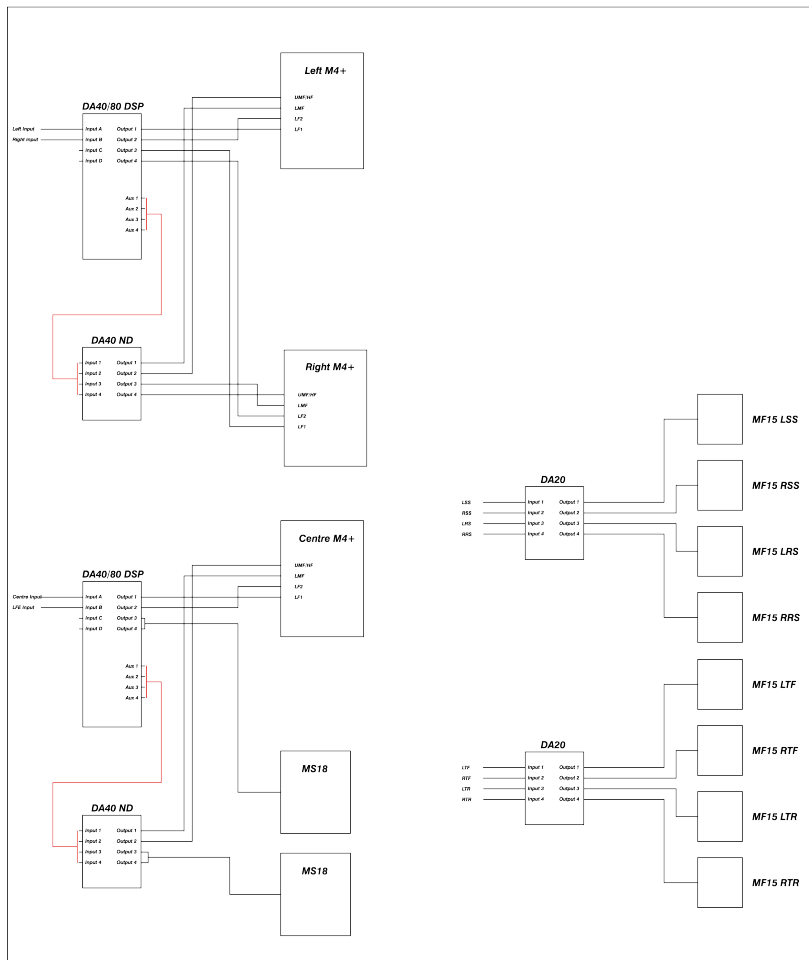 Left M4+
UMF/HF
LMF
LF2
LF1
DA40/80 DSP
Left Input
Right Input
Input A Output 1
Input B Output 2
Input C Output 3
Input D Output 4
Aux 1
Aux 2
Aux 3
Aux 4
DA40 ND
Input 1 Output 1
Input 2 Output 2
Input 3 Output 3
Input 4 Output 4
Right M4+
UMF/HF
LMF
LF2
LF1
Centre M4+
UMF/HF
LMF
LF2
LF1
DA40/80 DSP
Centre Input
LFE Input
Input A Output 1
Input B Output 2
Input C Output 3
Input D Output 4
Aux 1
Aux 2
Aux 3
Aux 4
MS18
DA40 ND
Input 1 Output 1
Input 2 Output 2
Input 3 Output 3
Input 4 Output 4
MS18
DA20
LSS Input 1 Output 1
RSS Input 2 Output 2
LRS Input 3 Output 3
RRS Input 4 Output 4
MF15 LSS
MF15 RSS
MF15 LRS
MF15 RRS
DA20
LTF Input 1 Output 1
RTF Input 2 Output 2
LTR Input 3 Output 3
RTR Input 4 Output 4
MF15 LTF
MF15 RTF
MF15 LTR
MF15 RTR